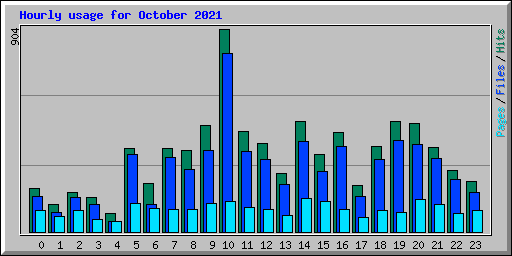 Hourly usage for October 2021
904
Pages/Files/Hits
0 1 2 3 4 5 6 7 8 9 10 11 12 13 14 15 16 17 18 19 20 21 22 23